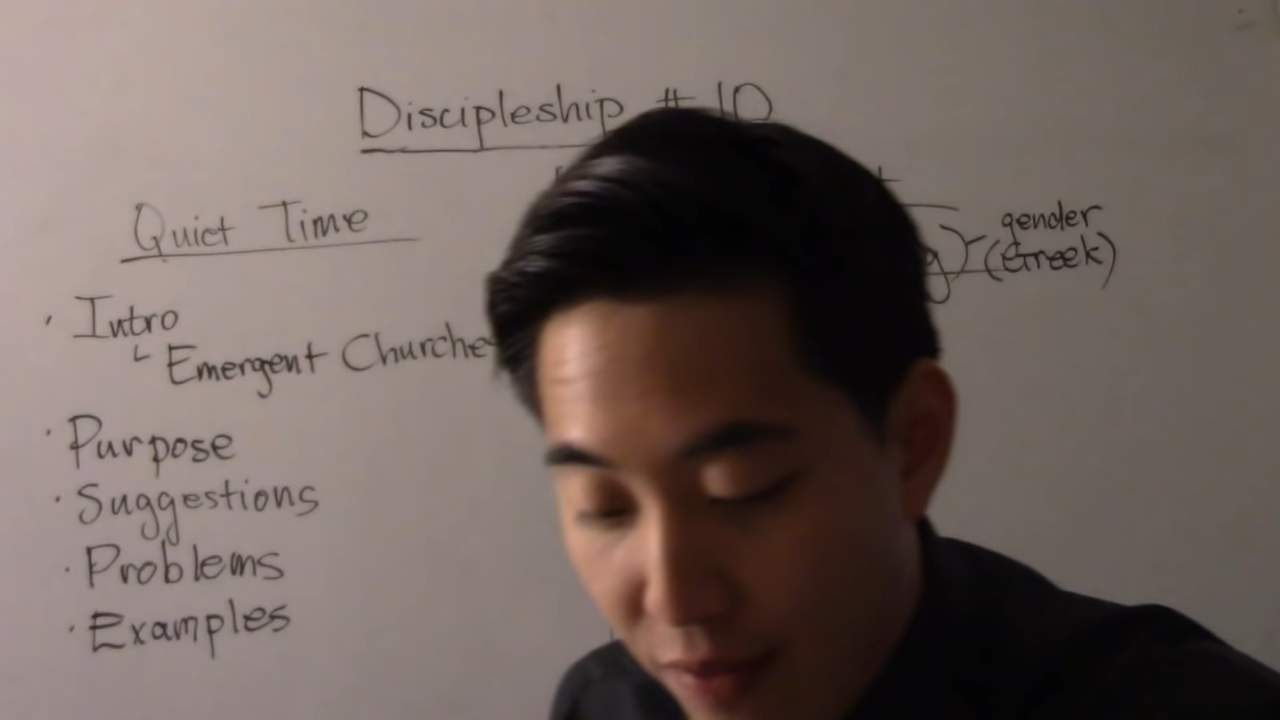 Discipleship # 10
Quiet Time
· Intro
└ Emergent Churche
· Purpose
· Suggestions
· Problems
· Examples
gender
(Greek)